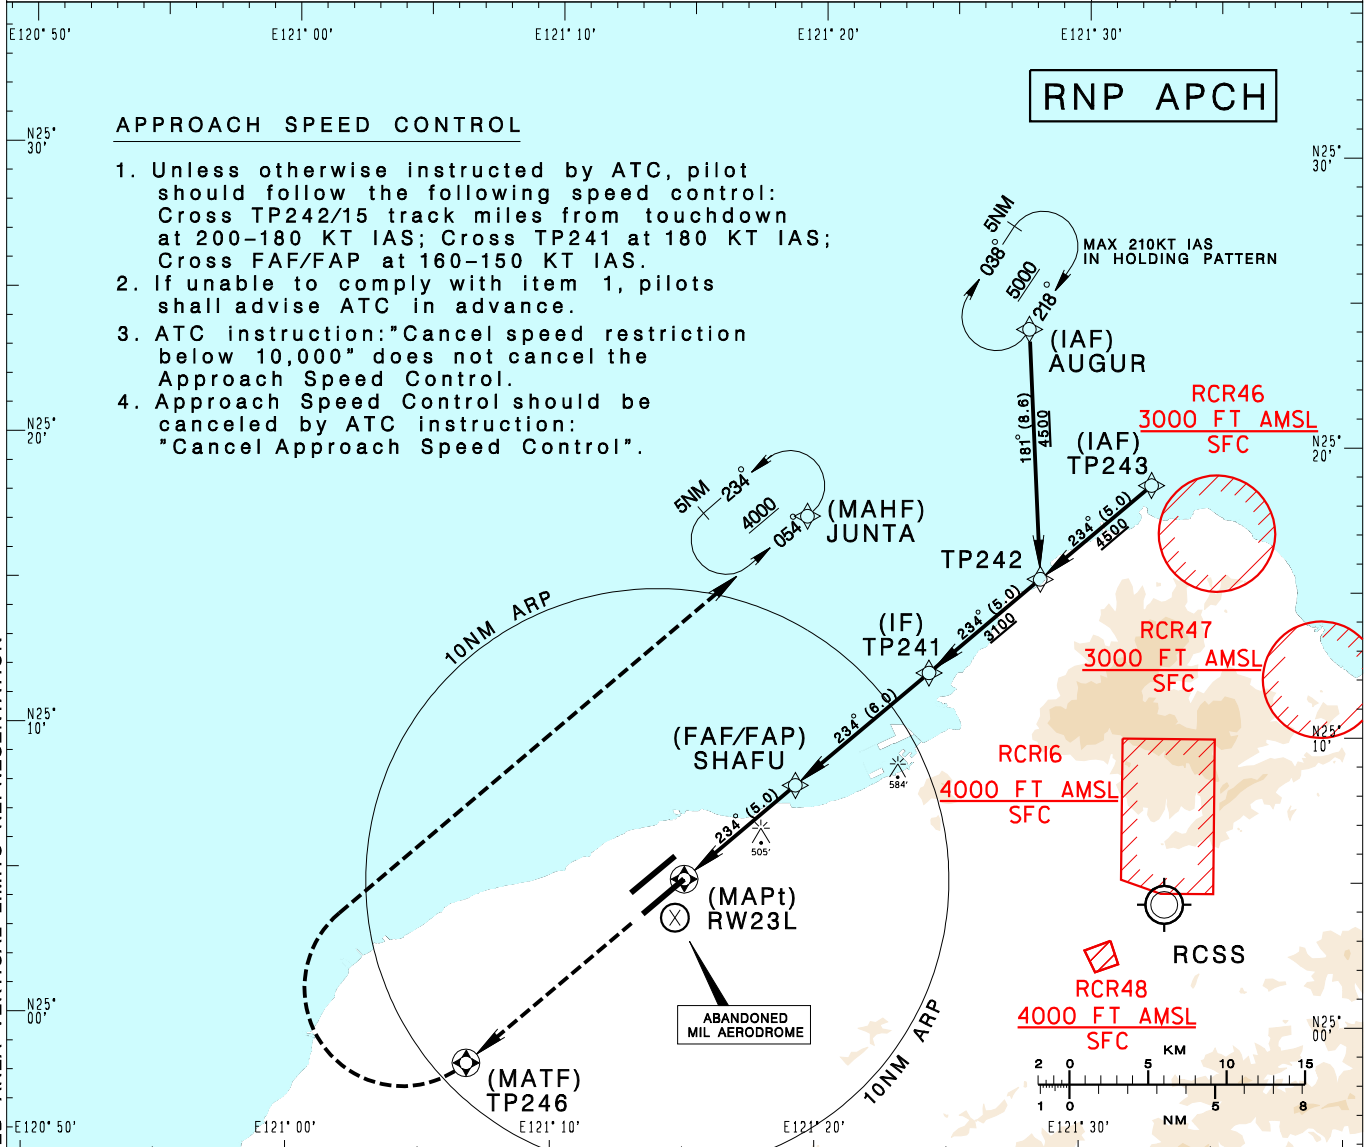 E120° 50'
E121° 00'
E121° 10'
E121° 20'
E121° 30'
RNP APCH
APPROACH SPEED CONTROL
N25°
30'
N25°
30'
1. Unless otherwise instructed by ATC, pilot
should follow the following speed control:
Cross TP242/15 track miles from touchdown
at 200-180 KT IAS; Cross TP241 at 180 KT IAS;
Cross FAF/FAP at 160-150 KT IAS.
2. If unable to comply with item 1, pilots
shall advise ATC in advance.
3. ATC instruction:"Cancel speed restriction
below 10,000" does not cancel the
Approach Speed Control.
4. Approach Speed Control should be
canceled by ATC instruction:
"Cancel Approach Speed Control".
5NM
038°
5000
218°
MAX 210KT IAS
IN HOLDING PATTERN
(IAF)
AUGUR
181° (8.6)
4500
RCR46
3000 FT AMSL
SFC
N25°
20'
N25°
20'
(IAF)
TP243
234° (5.0)
4500
5NM
234°
4000
054°
(MAHF)
JUNTA
TP242
234° (5.0)
3100
10NM ARP
(IF)
TP241
RCR47
3000 FT AMSL
SFC
234° (6.0)
N25°
10'
N25°
10'
(FAF/FAP)
SHAFU
RCR16
4000 FT AMSL
SFC
584'
234° (5.0)
505'
(MAPt)
RW23L
RCSS
ABANDONED
MIL AERODROME
RCR48
4000 FT AMSL
SFC
N25°
00'
N25°
00'
10NM ARP
(MATF)
TP246
KM
2 0 5 10 15
1 0 5 8
NM
E120° 50'
E121° 00'
E121° 10'
E121° 20'
E121° 30'